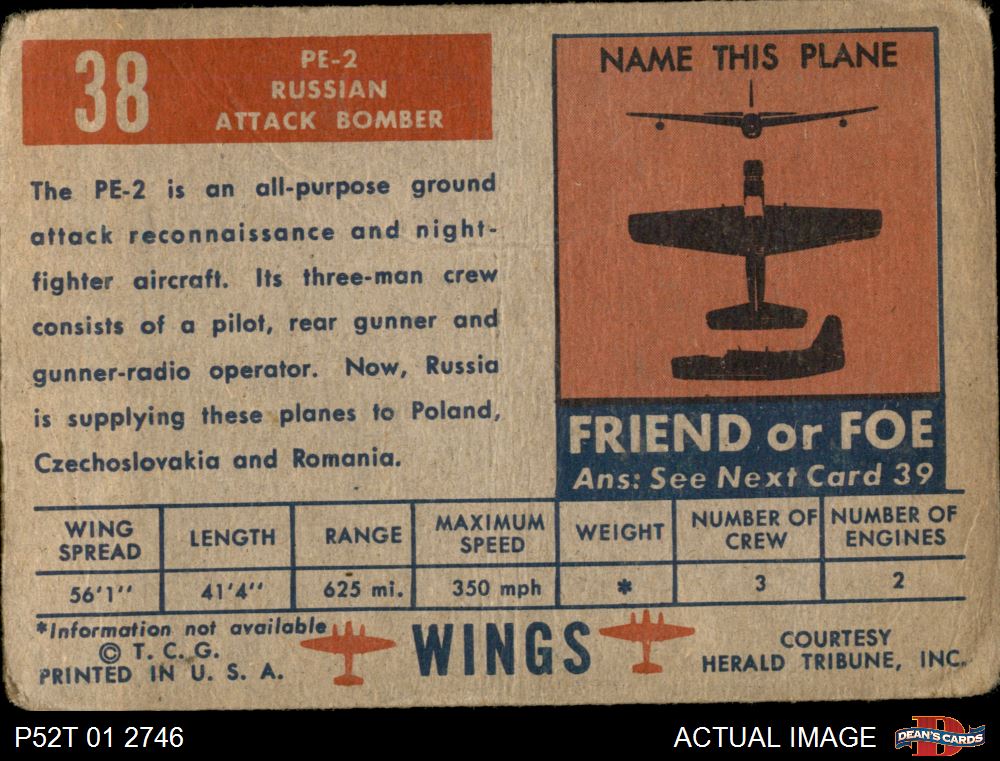 38
PE-2
RUSSIAN
ATTACK BOMBER
The PE-2 is an all-purpose ground
attack reconnaissance and night-
fighter aircraft. Its three-man crew
consists of a pilot, rear gunner and
gunner-radio operator. Now, Russia
is supplying these planes to Poland,
Czechoslovakia and Romania.
NAME THIS PLANE
FRIEND or FOE
Ans: See Next Card 39
WING SPREAD
LENGTH
RANGE
MAXIMUM SPEED
WEIGHT
NUMBER OF CREW
NUMBER OF ENGINES
56'1"
41'4"
625 mi.
350 mph
*
3
2
*Information not available
© T. C. G.
PRINTED IN U. S. A.
WINGS
COURTESY
HERALD TRIBUNE, INC.
P52T 01 2746
ACTUAL IMAGE
D
DEAN'S CARDS